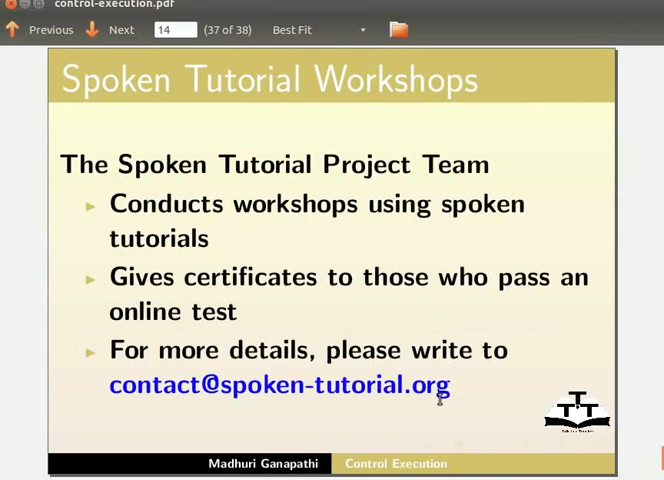 control-execution.pdf
Previous Next 14 (37 of 38) Best Fit
Spoken Tutorial Workshops
The Spoken Tutorial Project Team
Conducts workshops using spoken
tutorials
Gives certificates to those who pass an
online test
For more details, please write to
contact@spoken-tutorial.org
Madhuri Ganapathi Control Execution